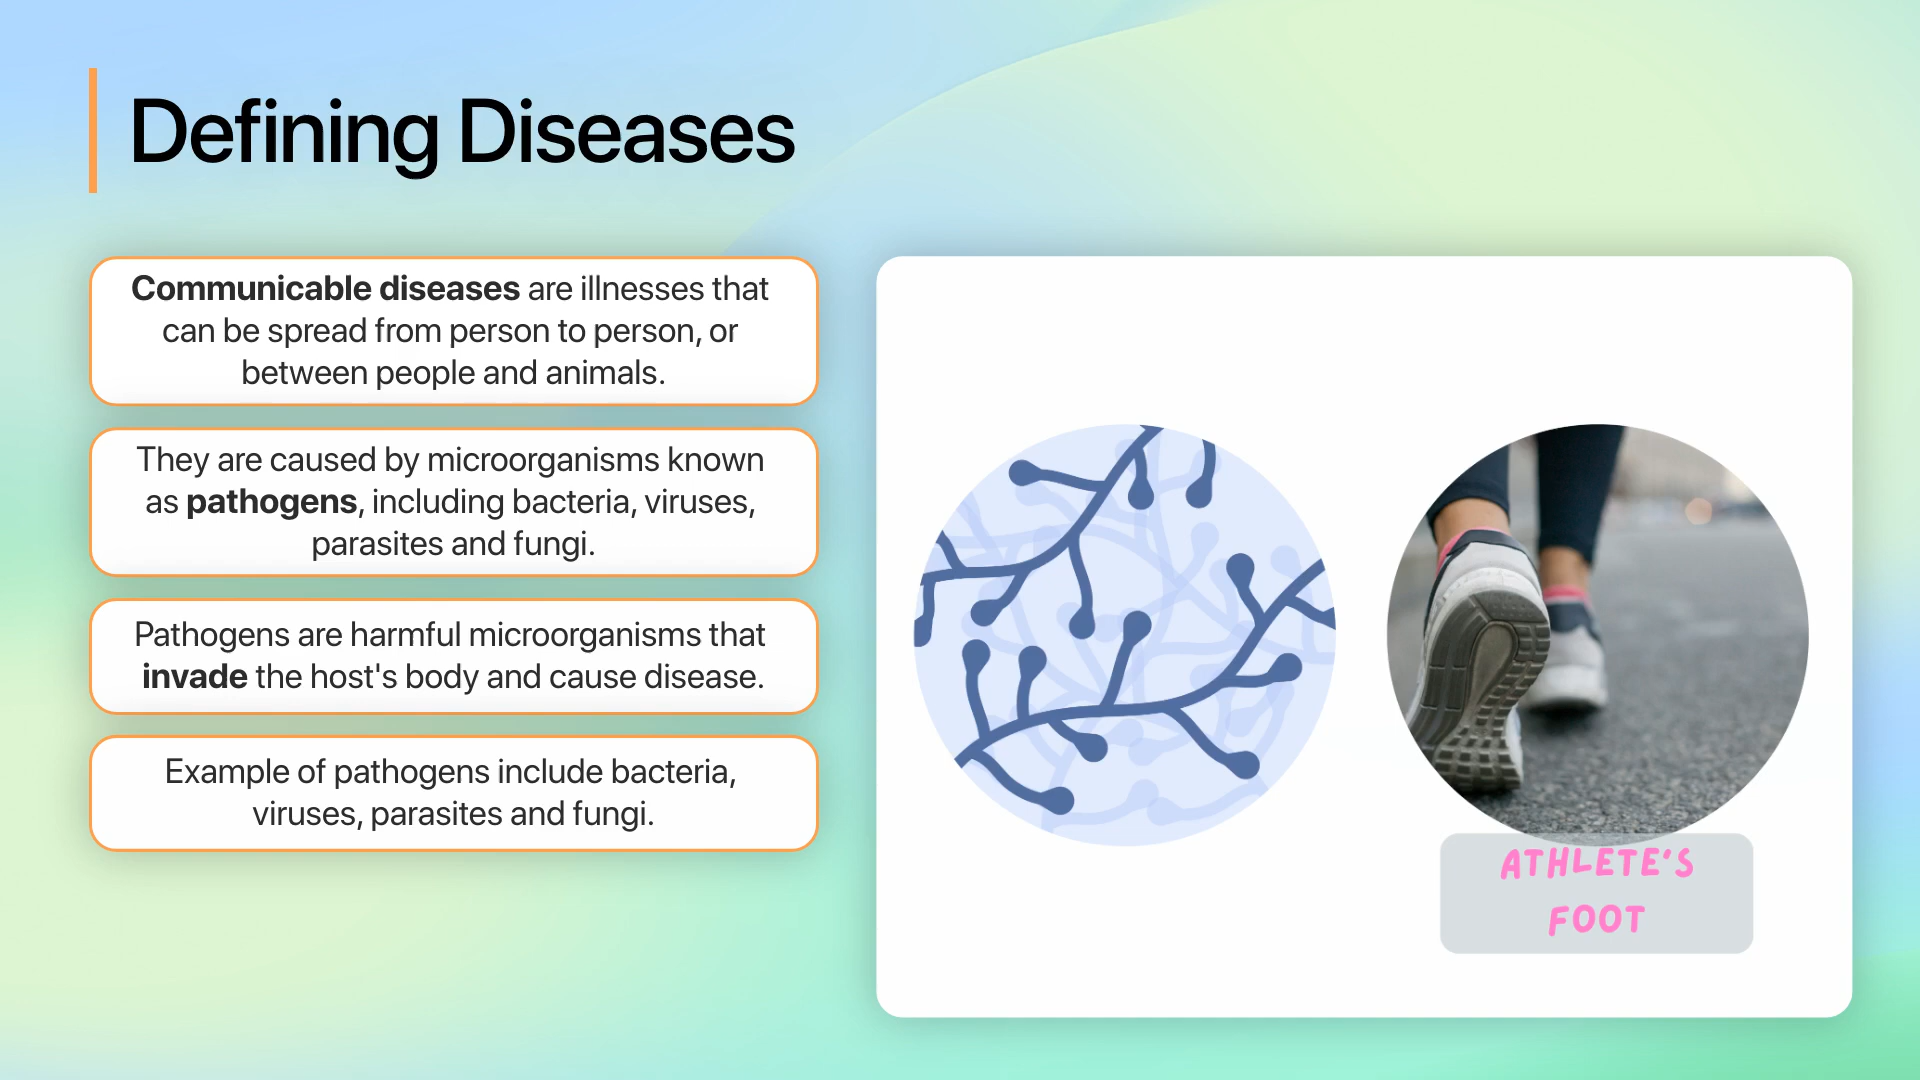 Defining Diseases
Communicable diseases are illnesses that
can be spread from person to person, or
between people and animals.
They are caused by microorganisms known
as pathogens, including bacteria, viruses,
parasites and fungi.
Pathogens are harmful microorganisms that
invade the host's body and cause disease.
Example of pathogens include bacteria,
viruses, parasites and fungi.
ATHLETE'S
FOOT